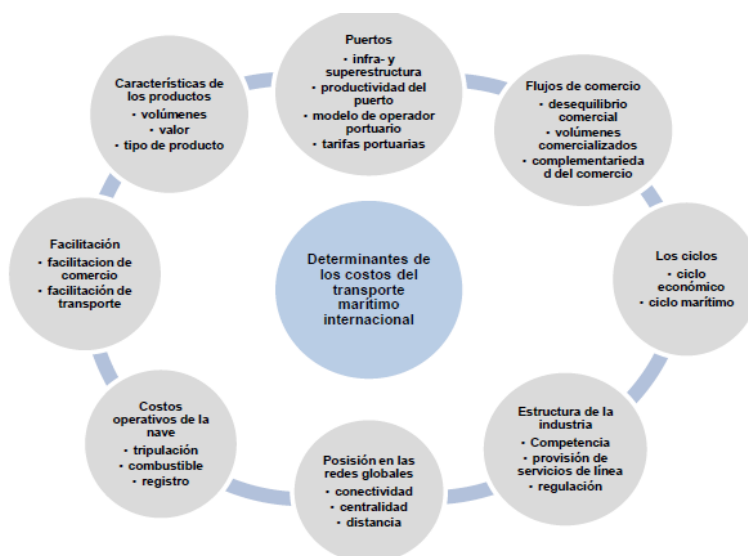 Puertos
• infra- y
superestructura
• productividad del
puerto
• modelo de operador
portuario
• tarifas portuarias
Flujos de comercio
• desequilibrio
comercial
• volúmenes
comercializados
• complementarieda
d del comercio
Los ciclos
• ciclo
económico
• ciclo marítimo
Estructura de la
industria
• Competencia
• provisión de
servicios de línea
• regulación
Posición en las
redes globales
• conectividad
• centralidad
• distancia
Costos
operativos de la
nave
• tripulación
• combustible
• registro
Facilitación
• facilitacion de
comercio
• facilitación de
transporte
Características de
los productos
• volúmenes
• valor
• tipo de producto
Determinantes de
los costos del
transporte
marítimo
internacional